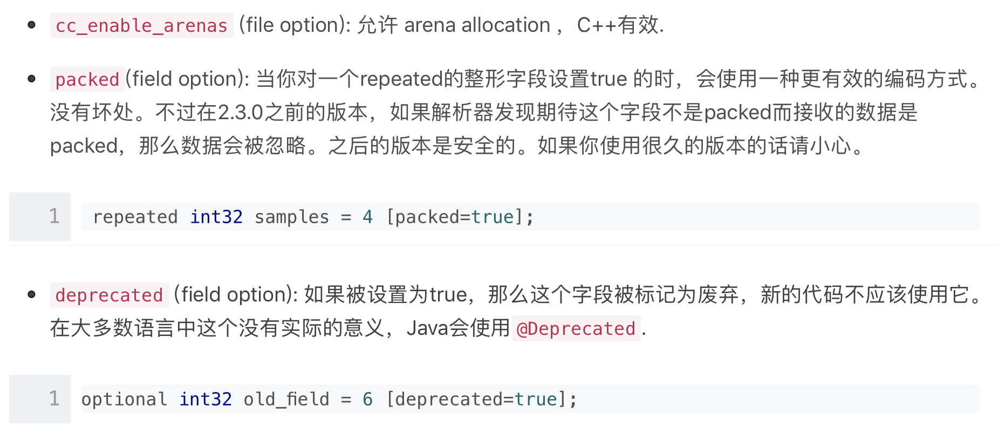 cc_enable_arenas (file option): 允许 arena allocation ，C++有效.
packed(field option): 当你对一个repeated的整形字段设置true 的时，会使用一种更有效的编码方式。
没有坏处。不过在2.3.0之前的版本，如果解析器发现期待这个字段不是packed而接收的数据是
packed，那么数据会被忽略。之后的版本是安全的。如果你使用很久的版本的话请小心。
1 repeated int32 samples = 4 [packed=true];
deprecated (field option): 如果被设置为true，那么这个字段被标记为废弃，新的代码不应该使用它。
在大多数语言中这个没有实际的意义，Java会使用@Deprecated.
1 optional int32 old_field = 6 [deprecated=true];